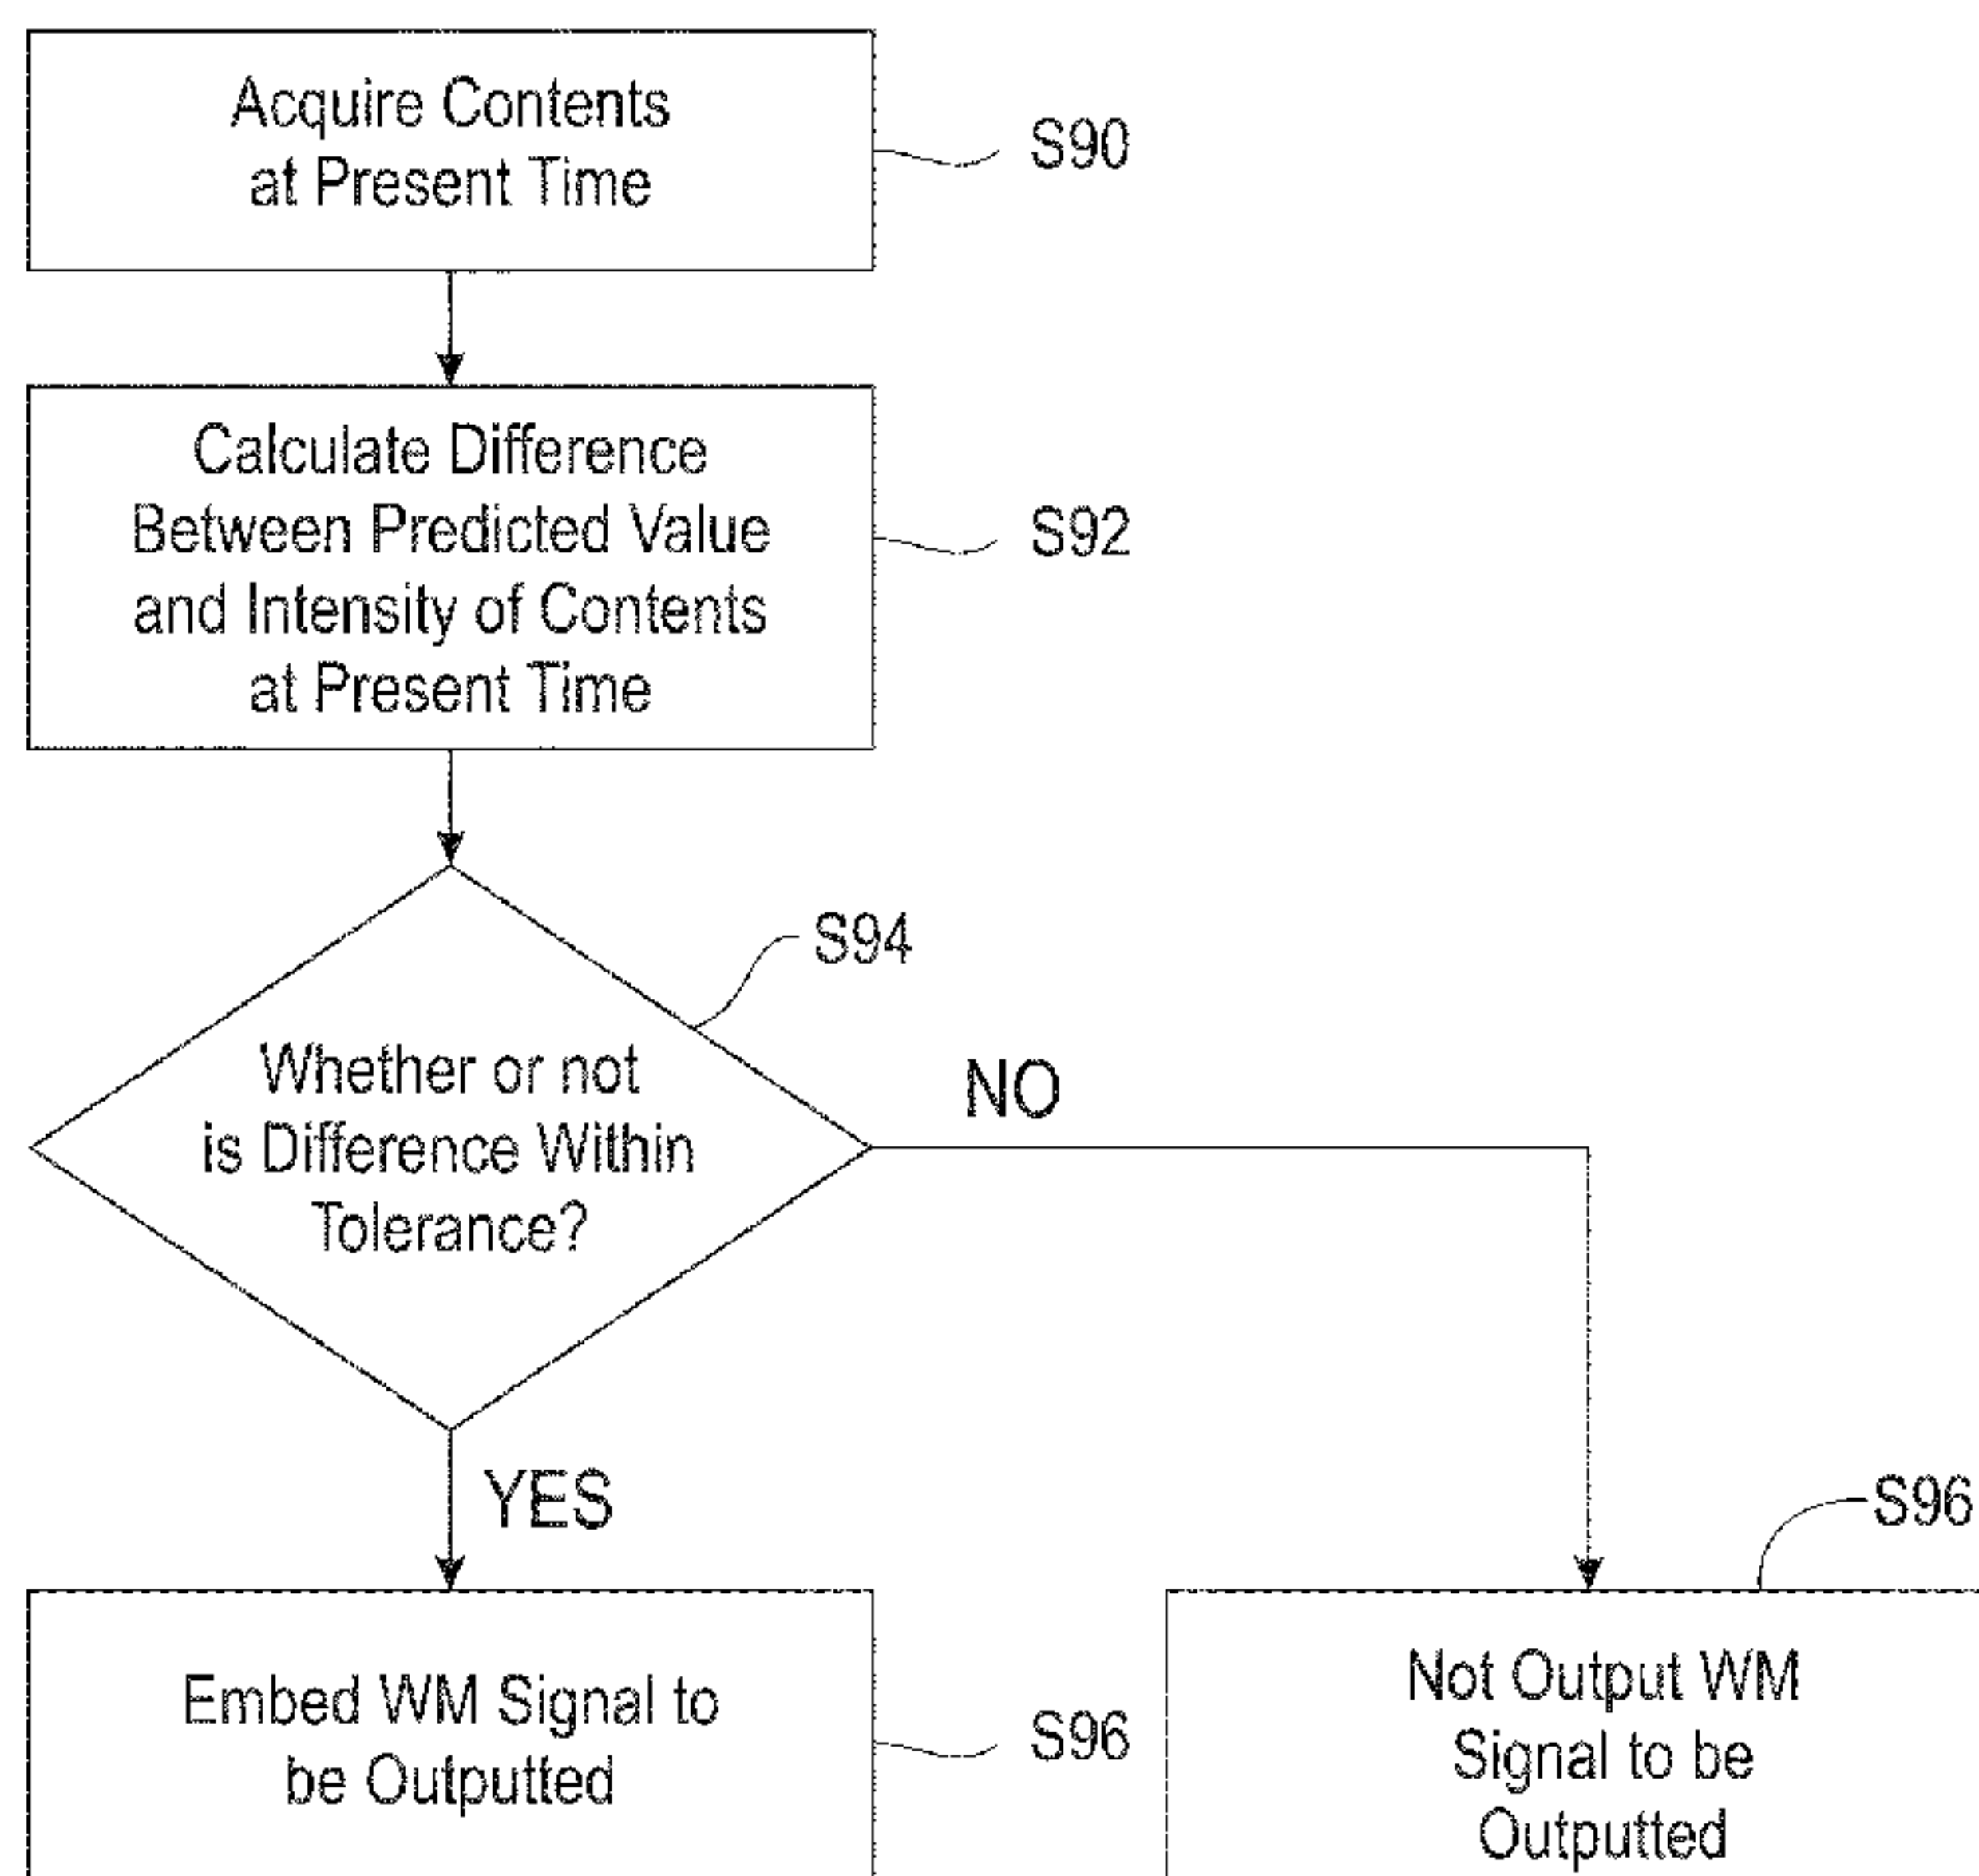 Acquire Contents
at Present Time
S90
Calculate Difference
Between Predicted Value
and Intensity of Contents
at Present Time
S92
S94
Whether or not
is Difference Within
Tolerance?
NO
YES
S96
Embed WM Signal to
be Outputted
S96
Not Output WM
Signal to be
Outputted